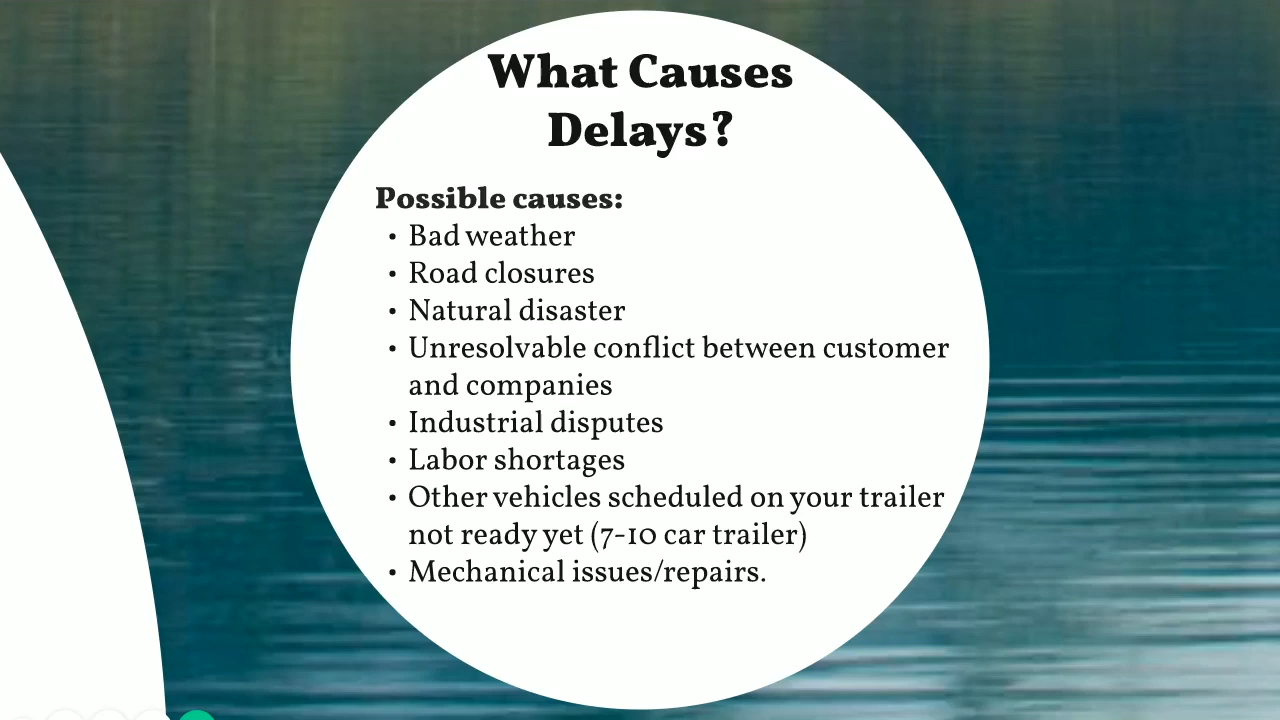 What Causes
Delays?
Possible causes:
• Bad weather
• Road closures
• Natural disaster
• Unresolvable conflict between customer
and companies
• Industrial disputes
• Labor shortages
• Other vehicles scheduled on your trailer
not ready yet (7-10 car trailer)
• Mechanical issues/repairs.